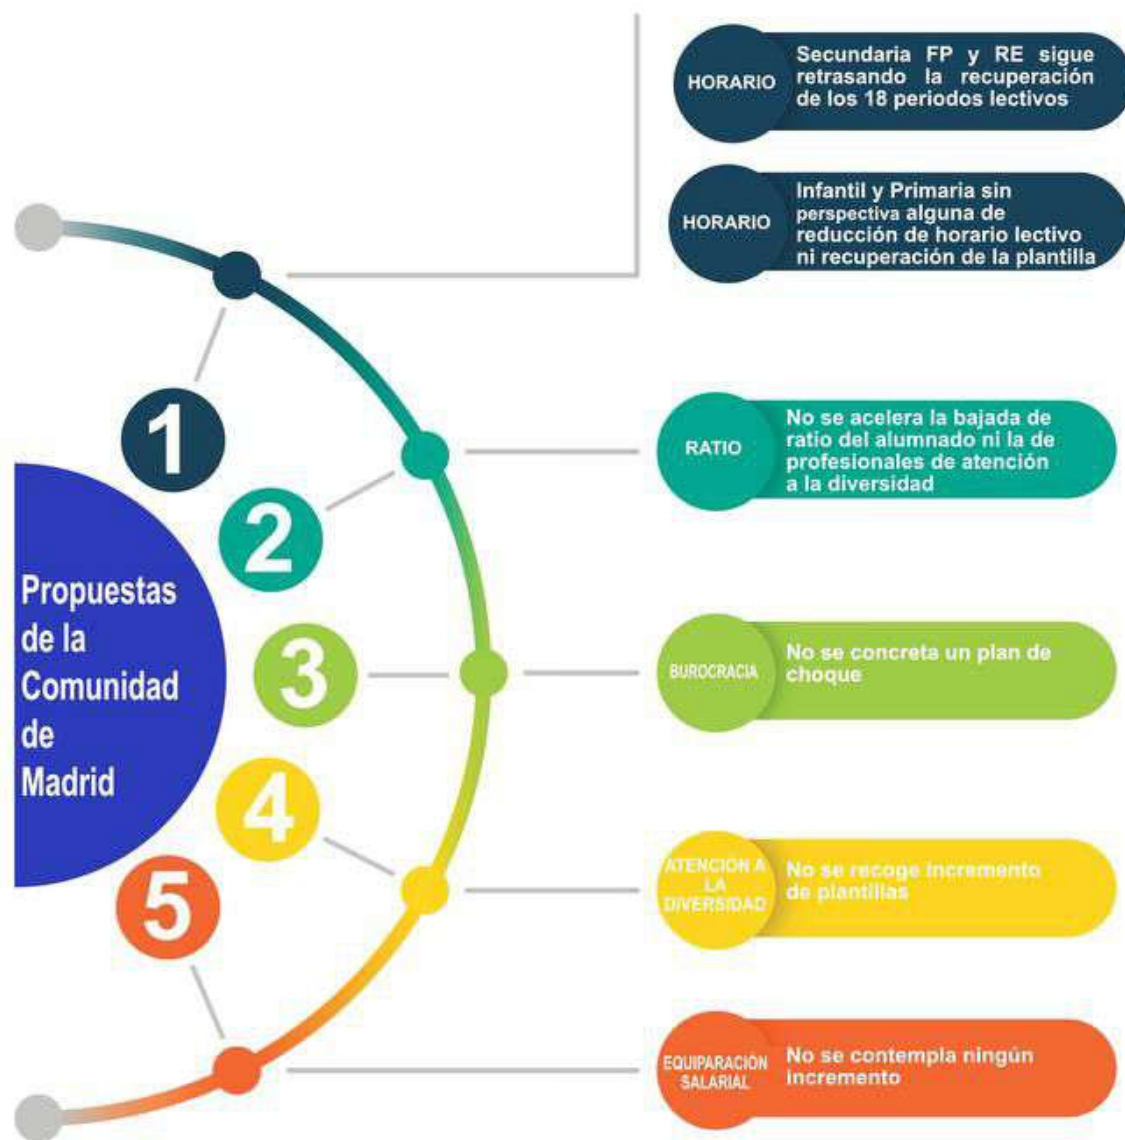 HORARIO
Secundaria FP y RE sigue
retrasando la recuperación
de los 18 periodos lectivos
HORARIO
Infantil y Primaria sin
perspectiva alguna de
reducción de horario lectivo
ni recuperación de la plantilla
1
RATIO
No se acelera la bajada de
ratio del alumnado ni la de
profesionales de atención
a la diversidad
2
Propuestas
de la
Comunidad
de
Madrid
3
BUROCRACIA
No se concreta un plan de
choque
4
ATENCION A
LA
DIVERSIDAD
No se recoge incremento
de plantillas
5
EQUIPARACIÓN
SALARIAL
No se contempla ningún
incremento